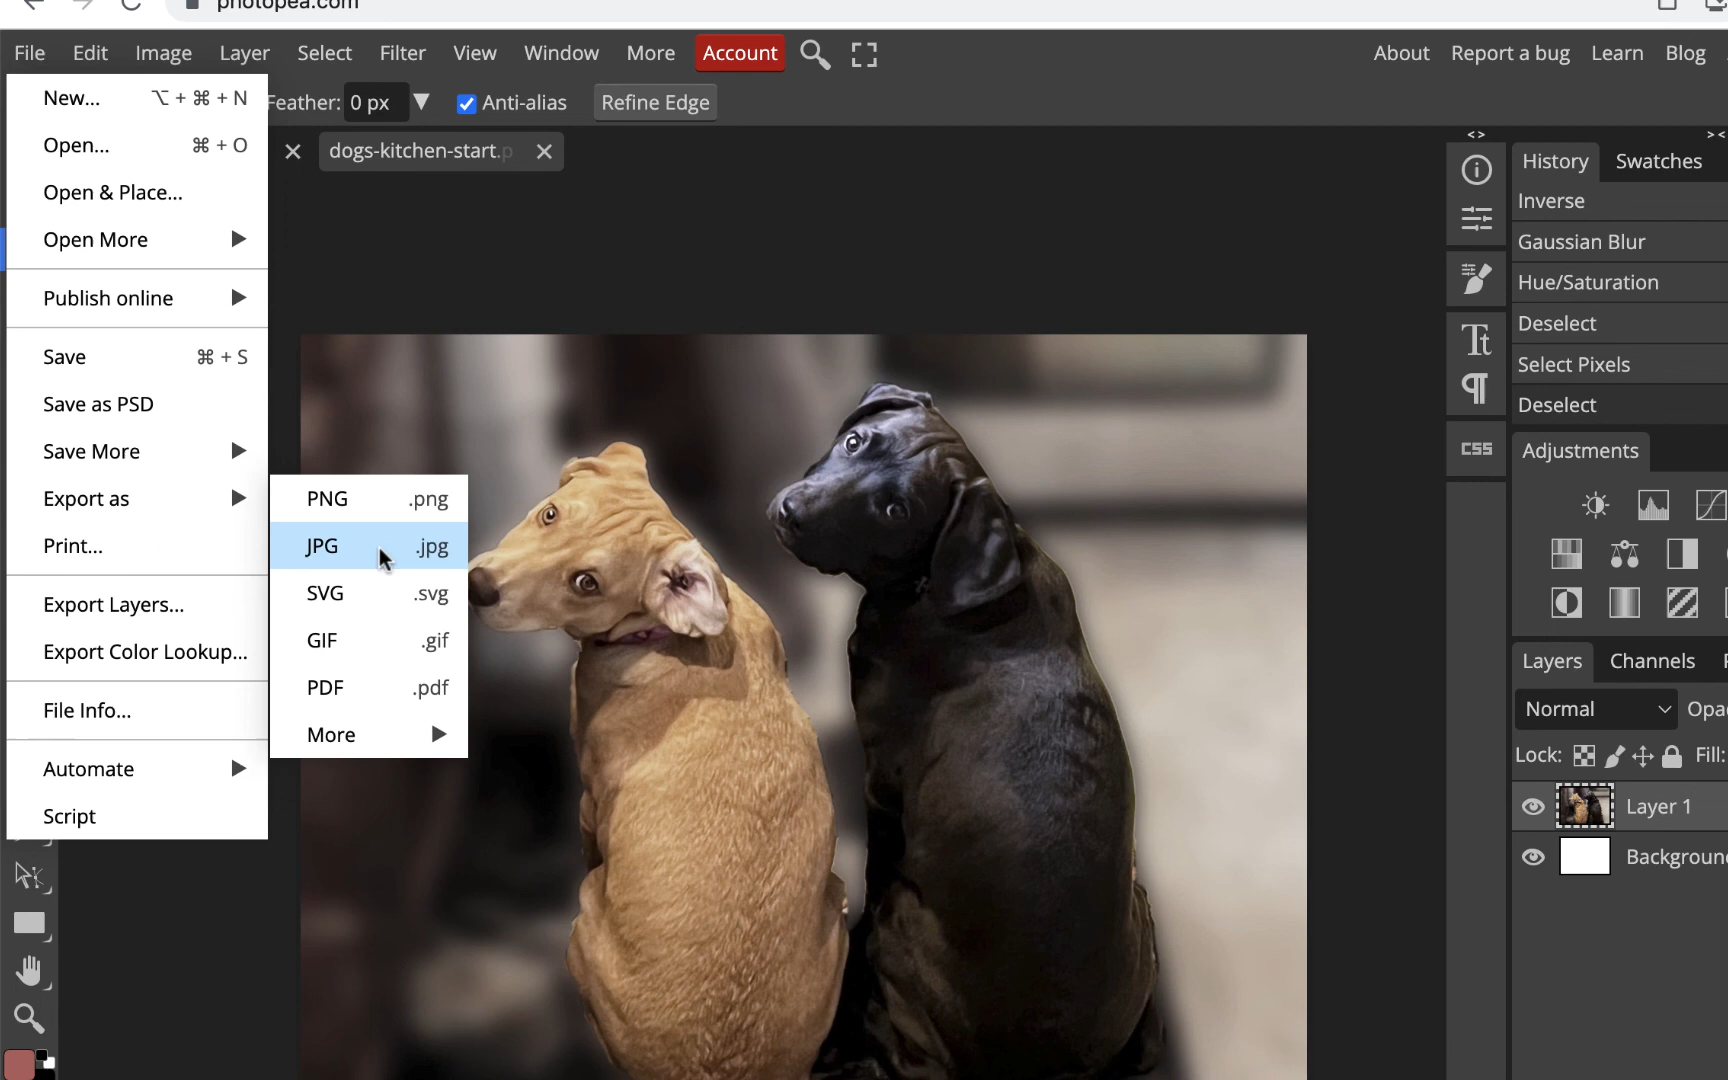 photopea.com
File Edit Image Layer Select Filter View Window More Account About Report a bug Learn Blog
Feather: 0 px Anti-alias Refine Edge
dogs-kitchen-start.p
New... ⌥ + ⌘ + N
Open... ⌘ + O
Open & Place...
Open More
Publish online
Save ⌘ + S
Save as PSD
Save More
Export as
Print...
Export Layers...
Export Color Lookup...
File Info...
Automate
Script
PNG .png
JPG .jpg
SVG .svg
GIF .gif
PDF .pdf
More
<> ><
Tt
¶
CSS
History Swatches
Inverse
Gaussian Blur
Hue/Saturation
Deselect
Select Pixels
Deselect
Adjustments
Layers Channels
Normal Opa
Lock: Fill:
Layer 1
Backgroun